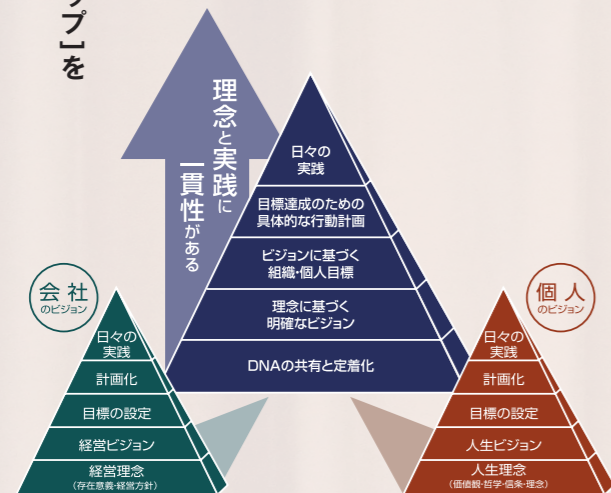 プ］を
理念と実践に
一貫性がある
日々の
実践
目標達成のための
具体的な行動計画
ビジョンに基づく
組織・個人目標
理念に基づく
明確なビジョン
DNAの共有と定着化
会社
のビジョン
日々の
実践
計画化
目標の設定
経営ビジョン
経営理念
（存在意義・経営方針）
個人
のビジョン
日々の
実践
計画化
目標の設定
人生ビジョン
人生理念
（価値観・哲学・信条・理念）